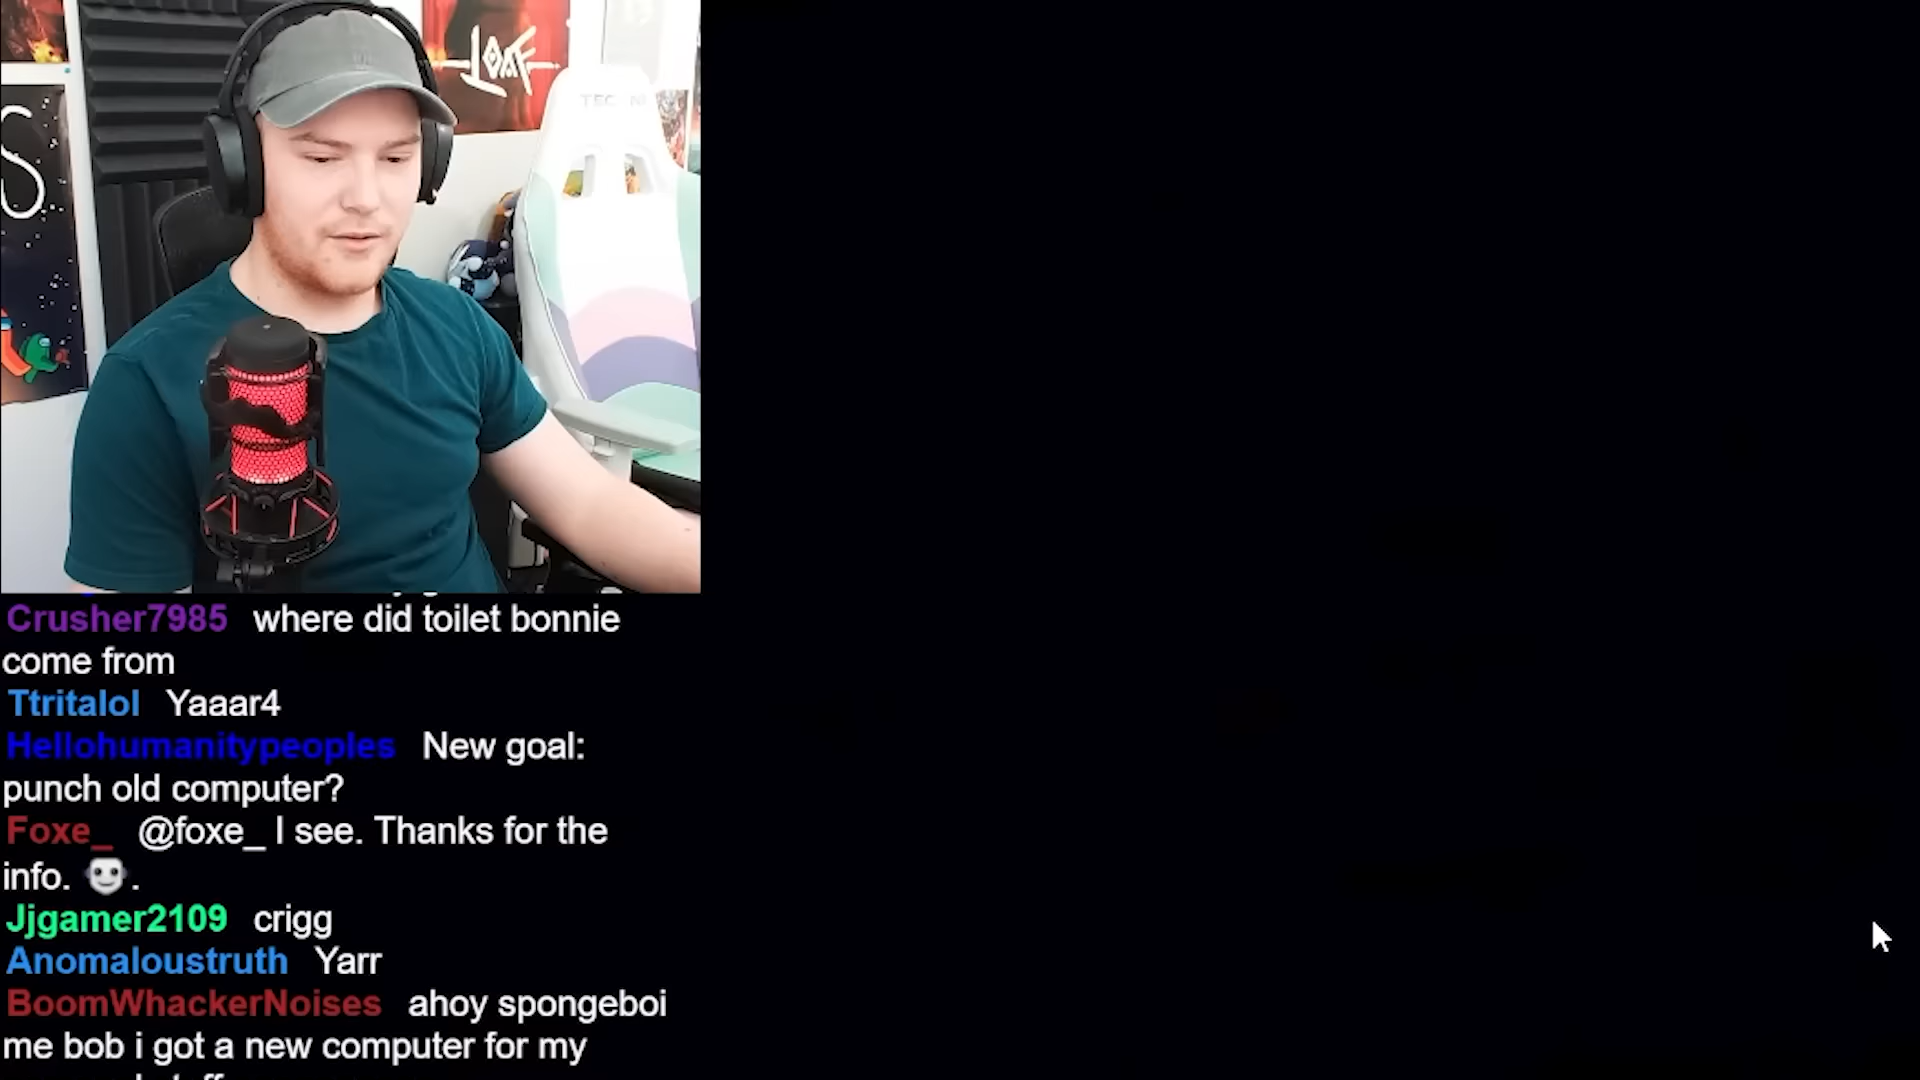 LOAF
S
Crusher7985 where did toilet bonnie
come from
Ttritalol Yaaar4
Hellohumanitypeoples New goal:
punch old computer?
Foxe_ @foxe_ I see. Thanks for the
info. .
Jjgamer2109 crigg
Anomaloustruth Yarr
BoomWhackerNoises ahoy spongeboi
me bob i got a new computer for my